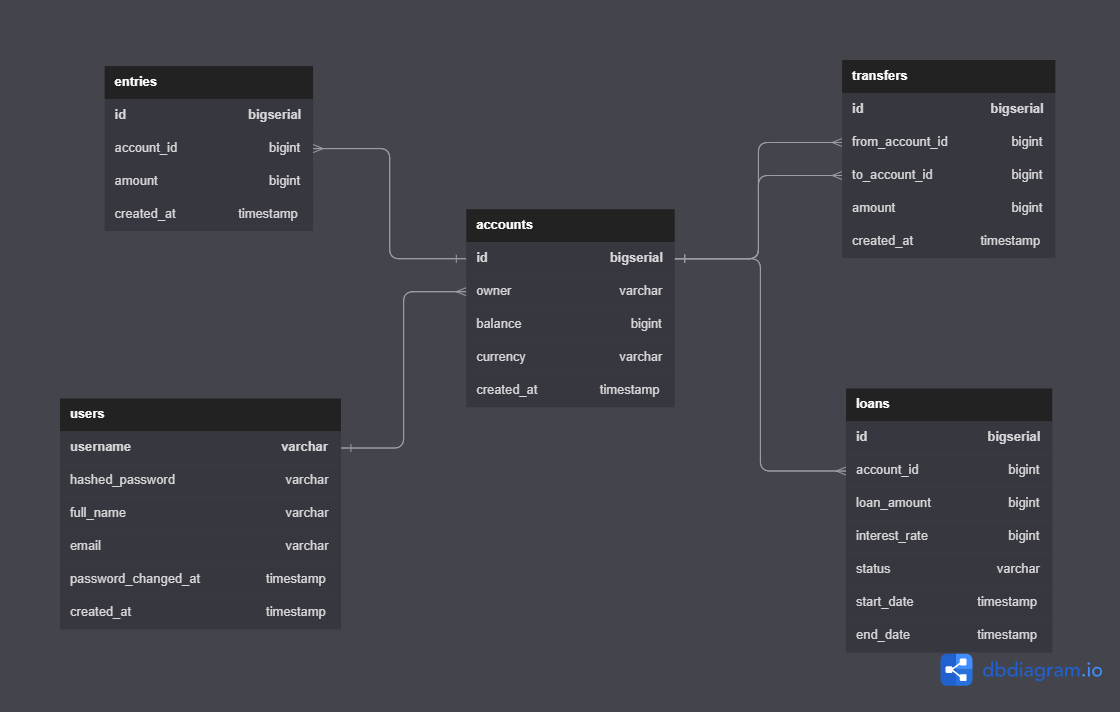 entries
id bigserial
account_id bigint
amount bigint
created_at timestamp
transfers
id bigserial
from_account_id bigint
to_account_id bigint
amount bigint
created_at timestamp
accounts
id bigserial
owner varchar
balance bigint
currency varchar
created_at timestamp
users
username varchar
hashed_password varchar
full_name varchar
email varchar
password_changed_at timestamp
created_at timestamp
loans
id bigserial
account_id bigint
loan_amount bigint
interest_rate bigint
status varchar
start_date timestamp
end_date timestamp
dbdiagram.io